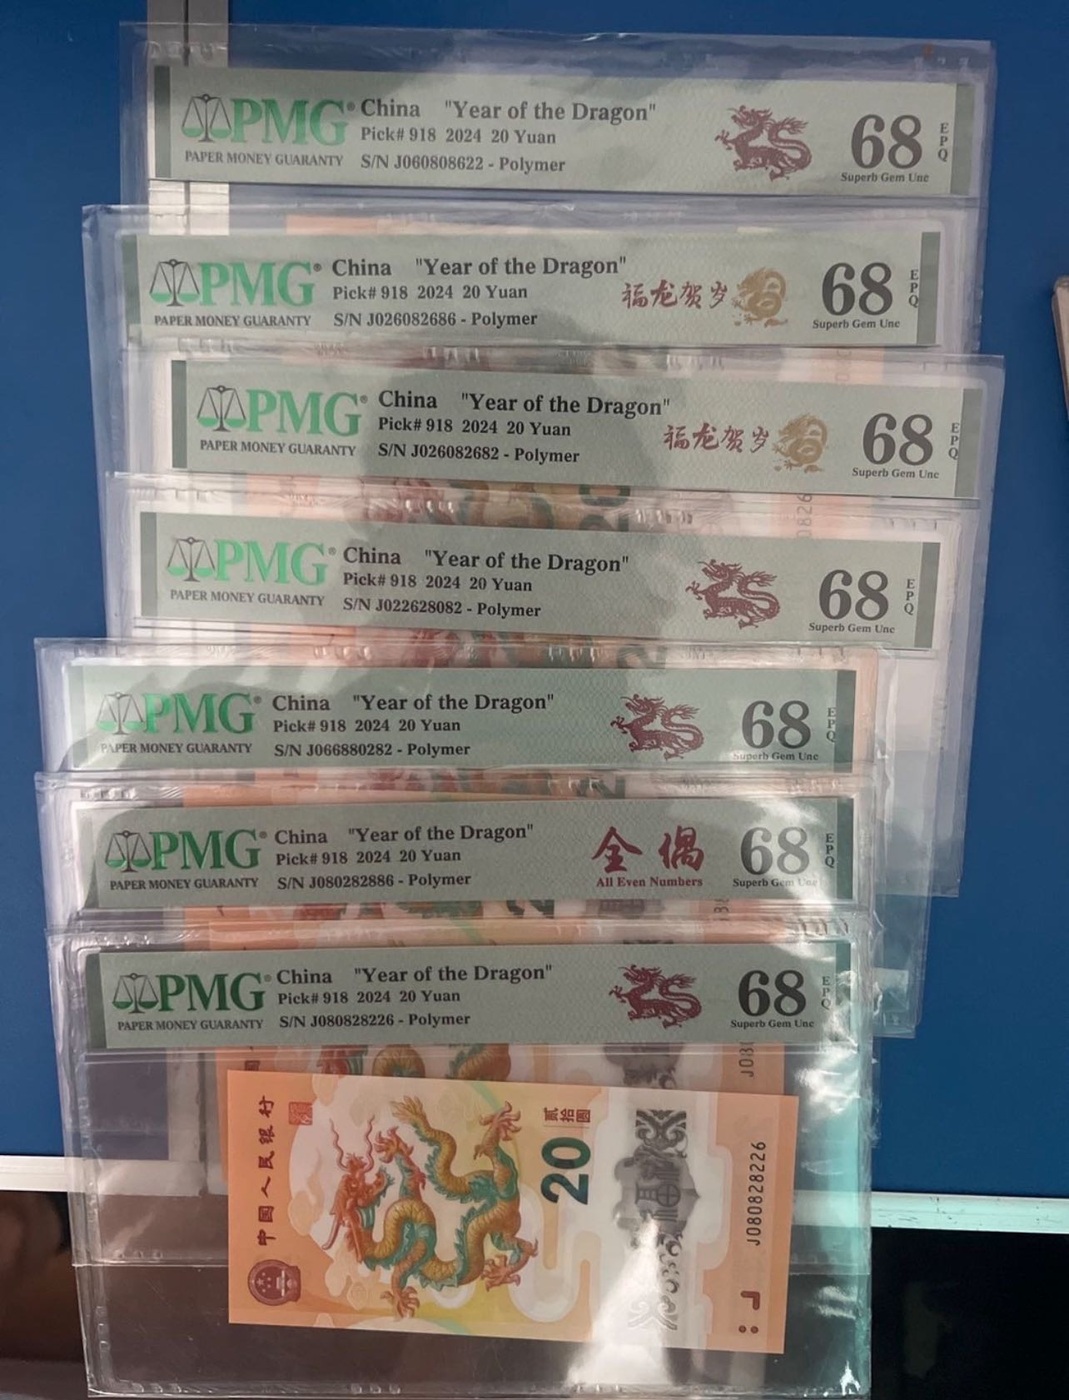 PMG® China "Year of the Dragon"
Pick# 918 2024 20 Yuan
PAPER MONEY GUARANTY S/N J060808622 - Polymer
68 EPQ
Superb Gem Unc
PMG® China "Year of the Dragon"
Pick# 918 2024 20 Yuan
PAPER MONEY GUARANTY S/N J026082686 - Polymer
福龙贺岁
68 EPQ
Superb Gem Unc
PMG® China "Year of the Dragon"
Pick# 918 2024 20 Yuan
PAPER MONEY GUARANTY S/N J026082682 - Polymer
福龙贺岁
68 EPQ
Superb Gem Unc
PMG® China "Year of the Dragon"
Pick# 918 2024 20 Yuan
PAPER MONEY GUARANTY S/N J022628082 - Polymer
68 EPQ
Superb Gem Unc
PMG® China "Year of the Dragon"
Pick# 918 2024 20 Yuan
PAPER MONEY GUARANTY S/N J066880282 - Polymer
68 EPQ
Superb Gem Unc
PMG® China "Year of the Dragon"
Pick# 918 2024 20 Yuan
PAPER MONEY GUARANTY S/N J080282886 - Polymer
全偶
All Even Numbers
68 EPQ
Superb Gem Unc
PMG® China "Year of the Dragon"
Pick# 918 2024 20 Yuan
PAPER MONEY GUARANTY S/N J080828226 - Polymer
68 EPQ
Superb Gem Unc
中国人民银行
贰拾圆
20
J080828226